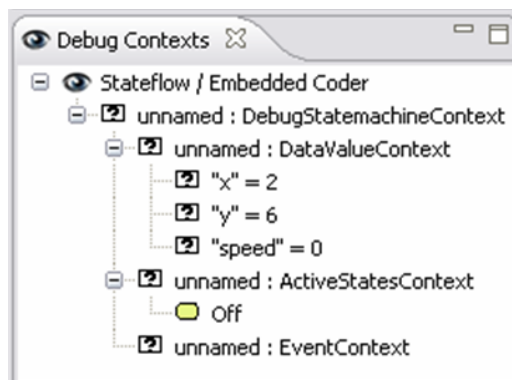 Debug Contexts
Stateflow / Embedded Coder
unnamed : DebugStatemachineContext
unnamed : DataValueContext
"x" = 2
"y" = 6
"speed" = 0
unnamed : ActiveStatesContext
Off
unnamed : EventContext